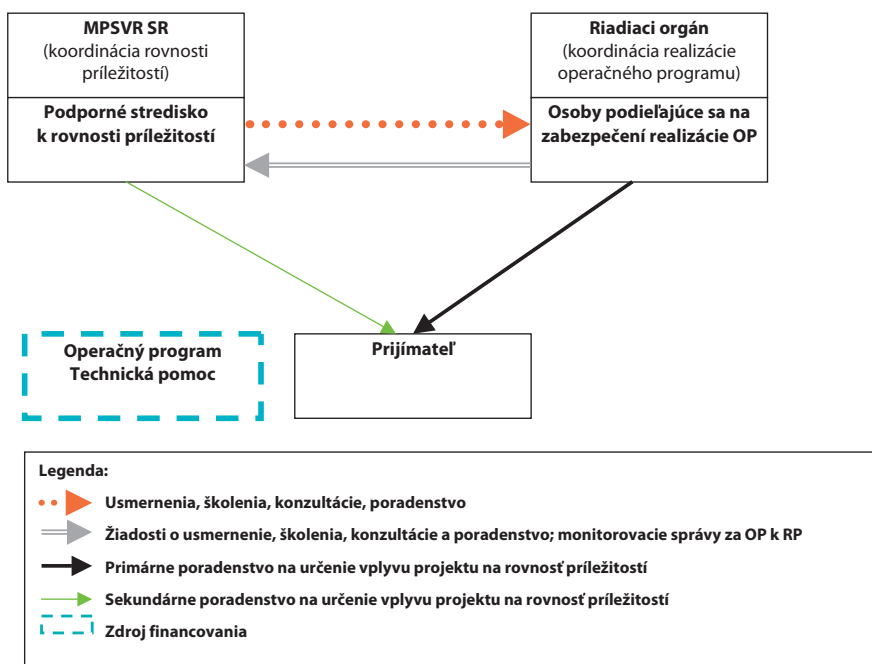 MPSVR SR
(koordinácia rovnosti
príležitostí)
Podporné stredisko
k rovnosti príležitostí
Riadiaci orgán
(koordinácia realizácie
operačného programu)
Osoby podieľajúce sa na
zabezpečení realizácie OP
Operačný program
Technická pomoc
Prijímateľ
Legenda:
Usmernenia, školenia, konzultácie, poradenstvo
Žiadosti o usmernenie, školenia, konzultácie a poradenstvo; monitorovacie správy za OP k RP
Primárne poradenstvo na určenie vplyvu projektu na rovnosť príležitostí
Sekundárne poradenstvo na určenie vplyvu projektu na rovnosť príležitostí
Zdroj financovania